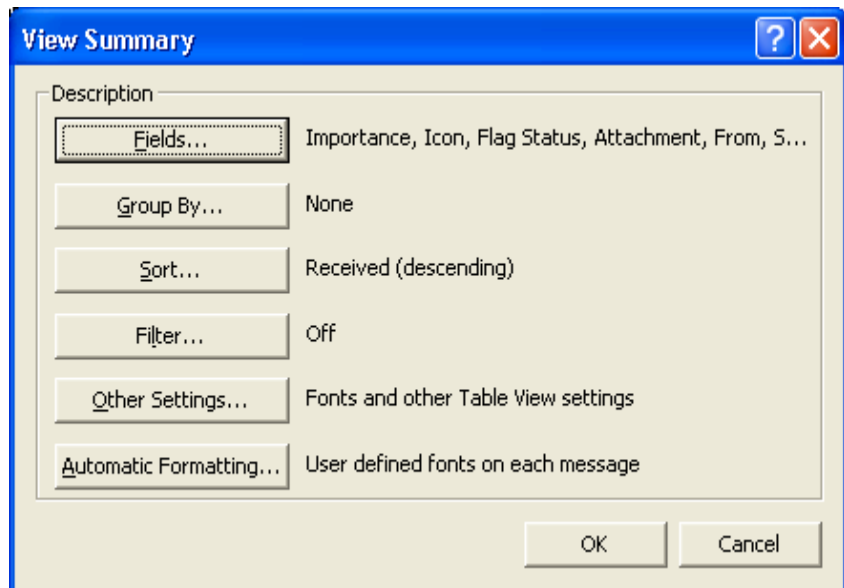 View Summary
Description
Fields... Importance, Icon, Flag Status, Attachment, From, S...
Group By... None
Sort... Received (descending)
Filter... Off
Other Settings... Fonts and other Table View settings
Automatic Formatting... User defined fonts on each message
OK Cancel